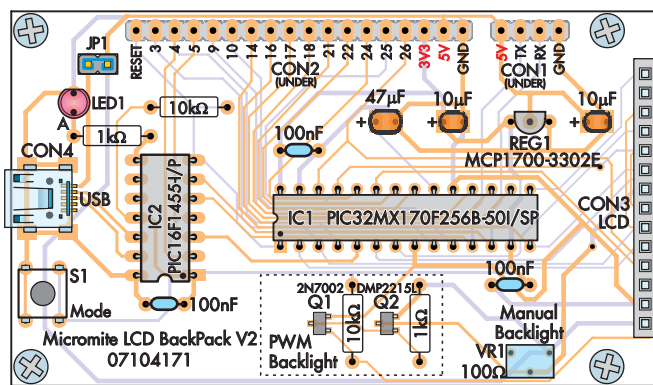 JP1
RESET 3 4 5 9 10 14 16 17 18 21 22 24 25 26 3V3 5V GND
CON2
(UNDER)
5V TX RX GND
CON1
(UNDER)
LED1
A
10kΩ
1kΩ
47µF
10µF
10µF
+
+
+
100nF
REG1
MCP1700-3302E
CON4
USB
IC2
PIC16F1455-I/P
IC1 PIC32MX170F256B-50I/SP
CON3
LCD
S1
Mode
100nF
100nF
2N7002
DMP2215L
Q1
Q2
10kΩ
1kΩ
PWM
Backlight
Manual
Backlight
VR1
100Ω
Micromite LCD BackPack V2
07104171